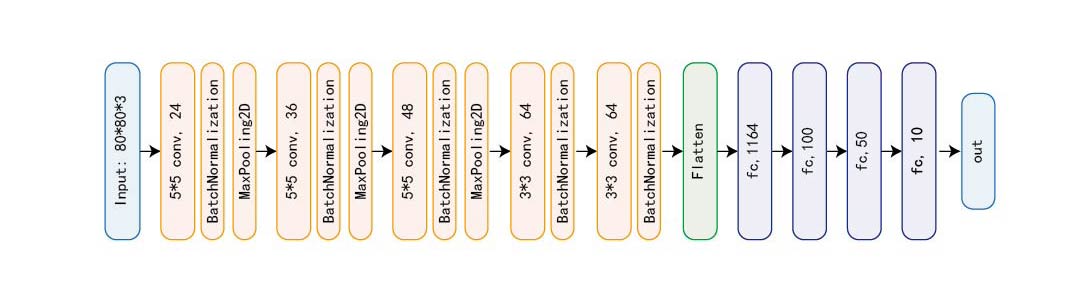 Input: 80*80*3
5*5 conv, 24
BatchNormalization
MaxPooling2D
5*5 conv, 36
BatchNormalization
MaxPooling2D
5*5 conv, 48
BatchNormalization
MaxPooling2D
3*3 conv, 64
BatchNormalization
3*3 conv, 64
BatchNormalization
Flatten
fc,1164
fc,100
fc,50
fc, 10
out